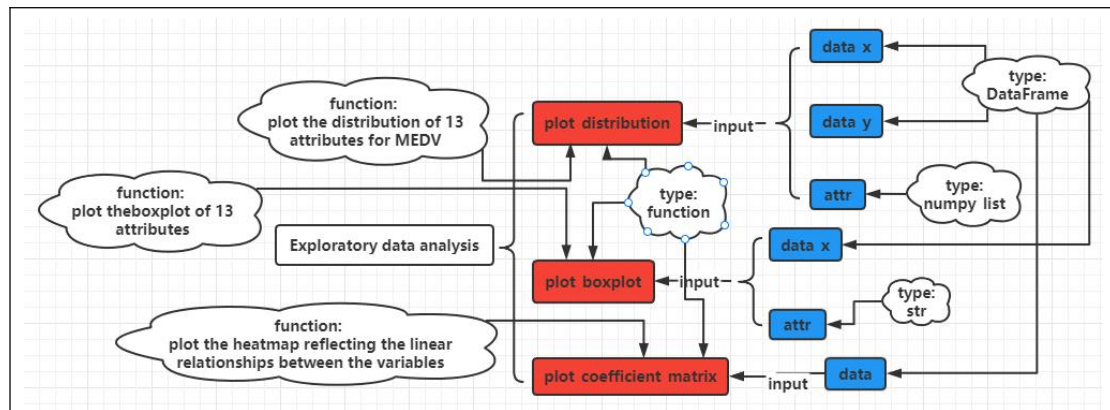 data x
type:
DataFrame
function:
plot the distribution of 13
attributes for MEDV
plot distribution
input
data y
function:
plot theboxplot of 13
attributes
type:
function
attr
type:
numpy list
Exploratory data analysis
data x
plot boxplot
input
type:
str
attr
function:
plot the heatmap reflecting the linear
relationships between the variables
plot coefficient matrix
input
data